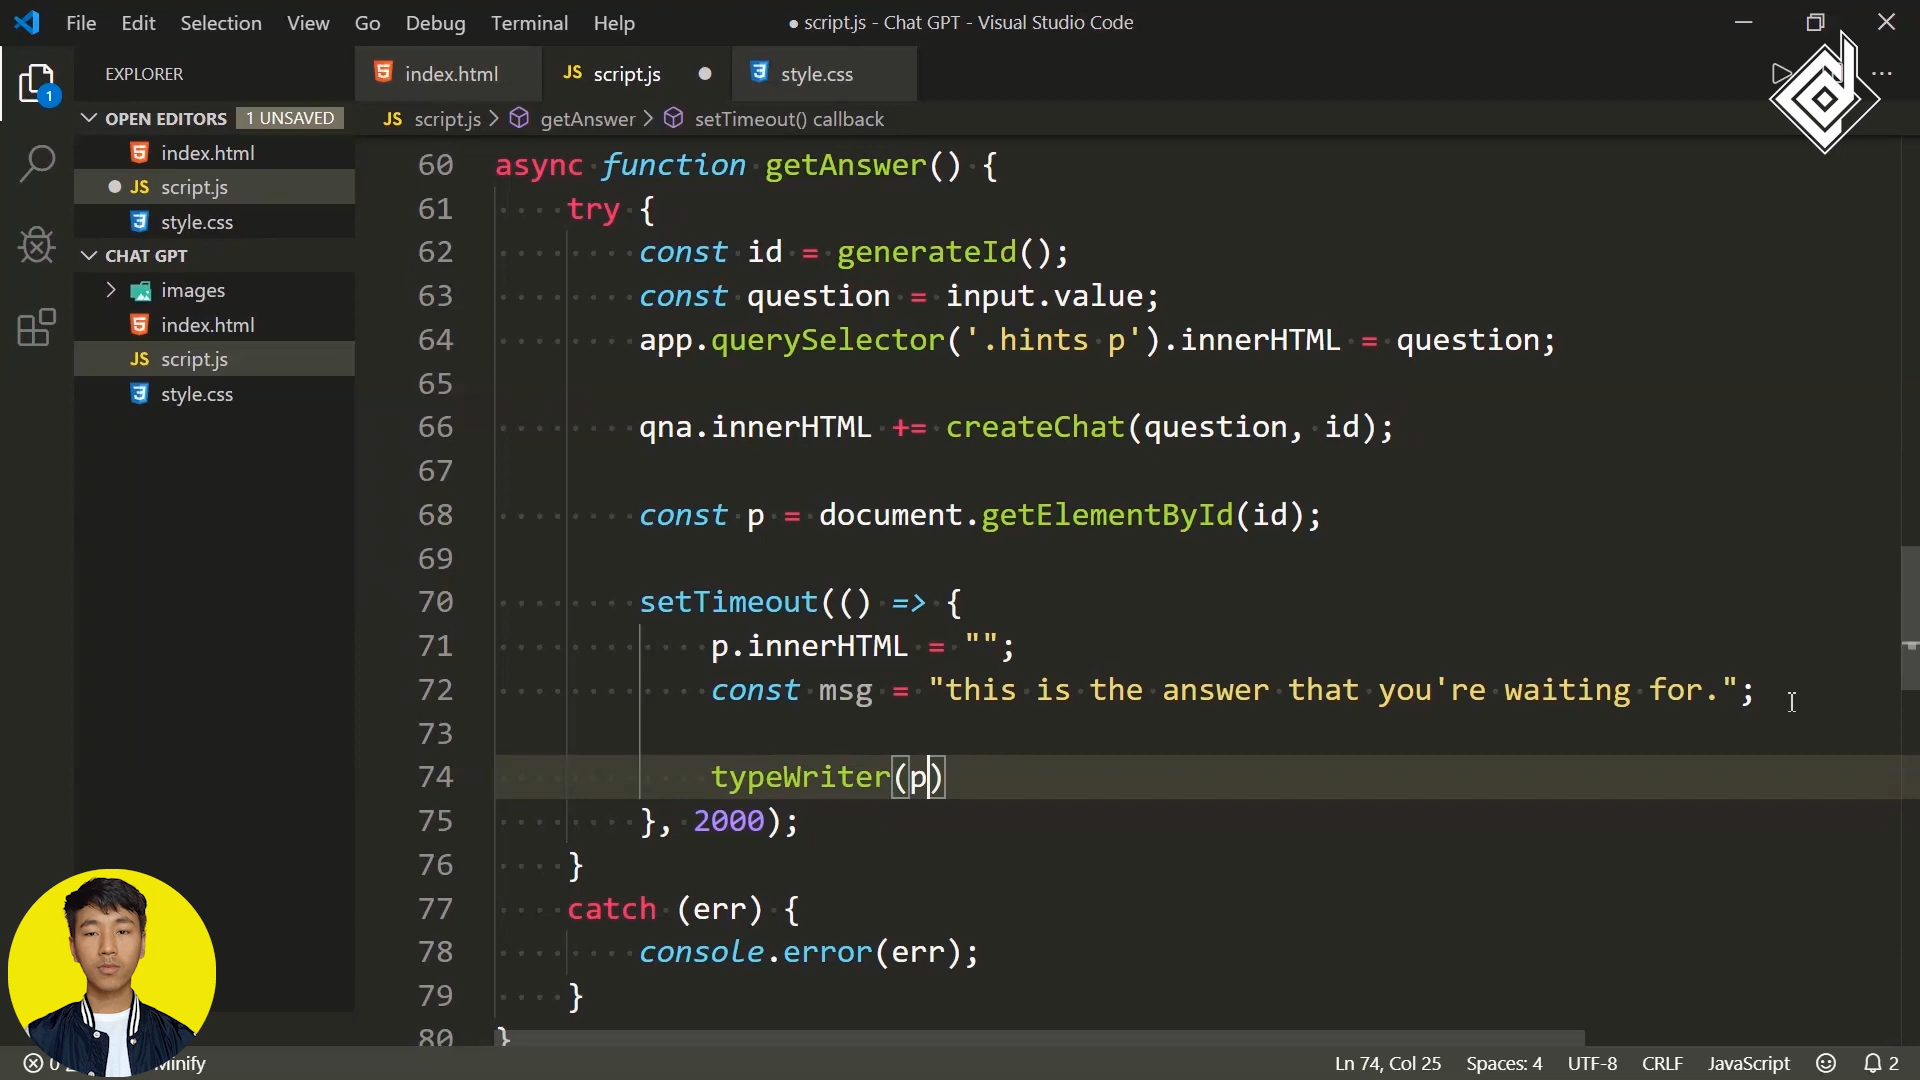 File Edit Selection View Go Debug Terminal Help
● script.js - Chat GPT - Visual Studio Code
EXPLORER
OPEN EDITORS 1 UNSAVED
index.html
script.js
style.css
CHAT GPT
images
index.html
script.js
style.css
1
index.html
JS script.js
style.css
JS script.js > getAnswer > setTimeout() callback
60 async function getAnswer() {
61 try {
62 const id = generateId();
63 const question = input.value;
64 app.querySelector('.hints p').innerHTML = question;
65
66 qna.innerHTML += createChat(question, id);
67
68 const p = document.getElementById(id);
69
70 setTimeout(() => {
71 p.innerHTML = "";
72 const msg = "this is the answer that you're waiting for.";
73
74 typeWriter(p)
75 }, 2000);
76 }
77 catch (err) {
78 console.error(err);
79 }
80 }
Minify
Ln 74, Col 25 Spaces: 4 UTF-8 CRLF JavaScript 2